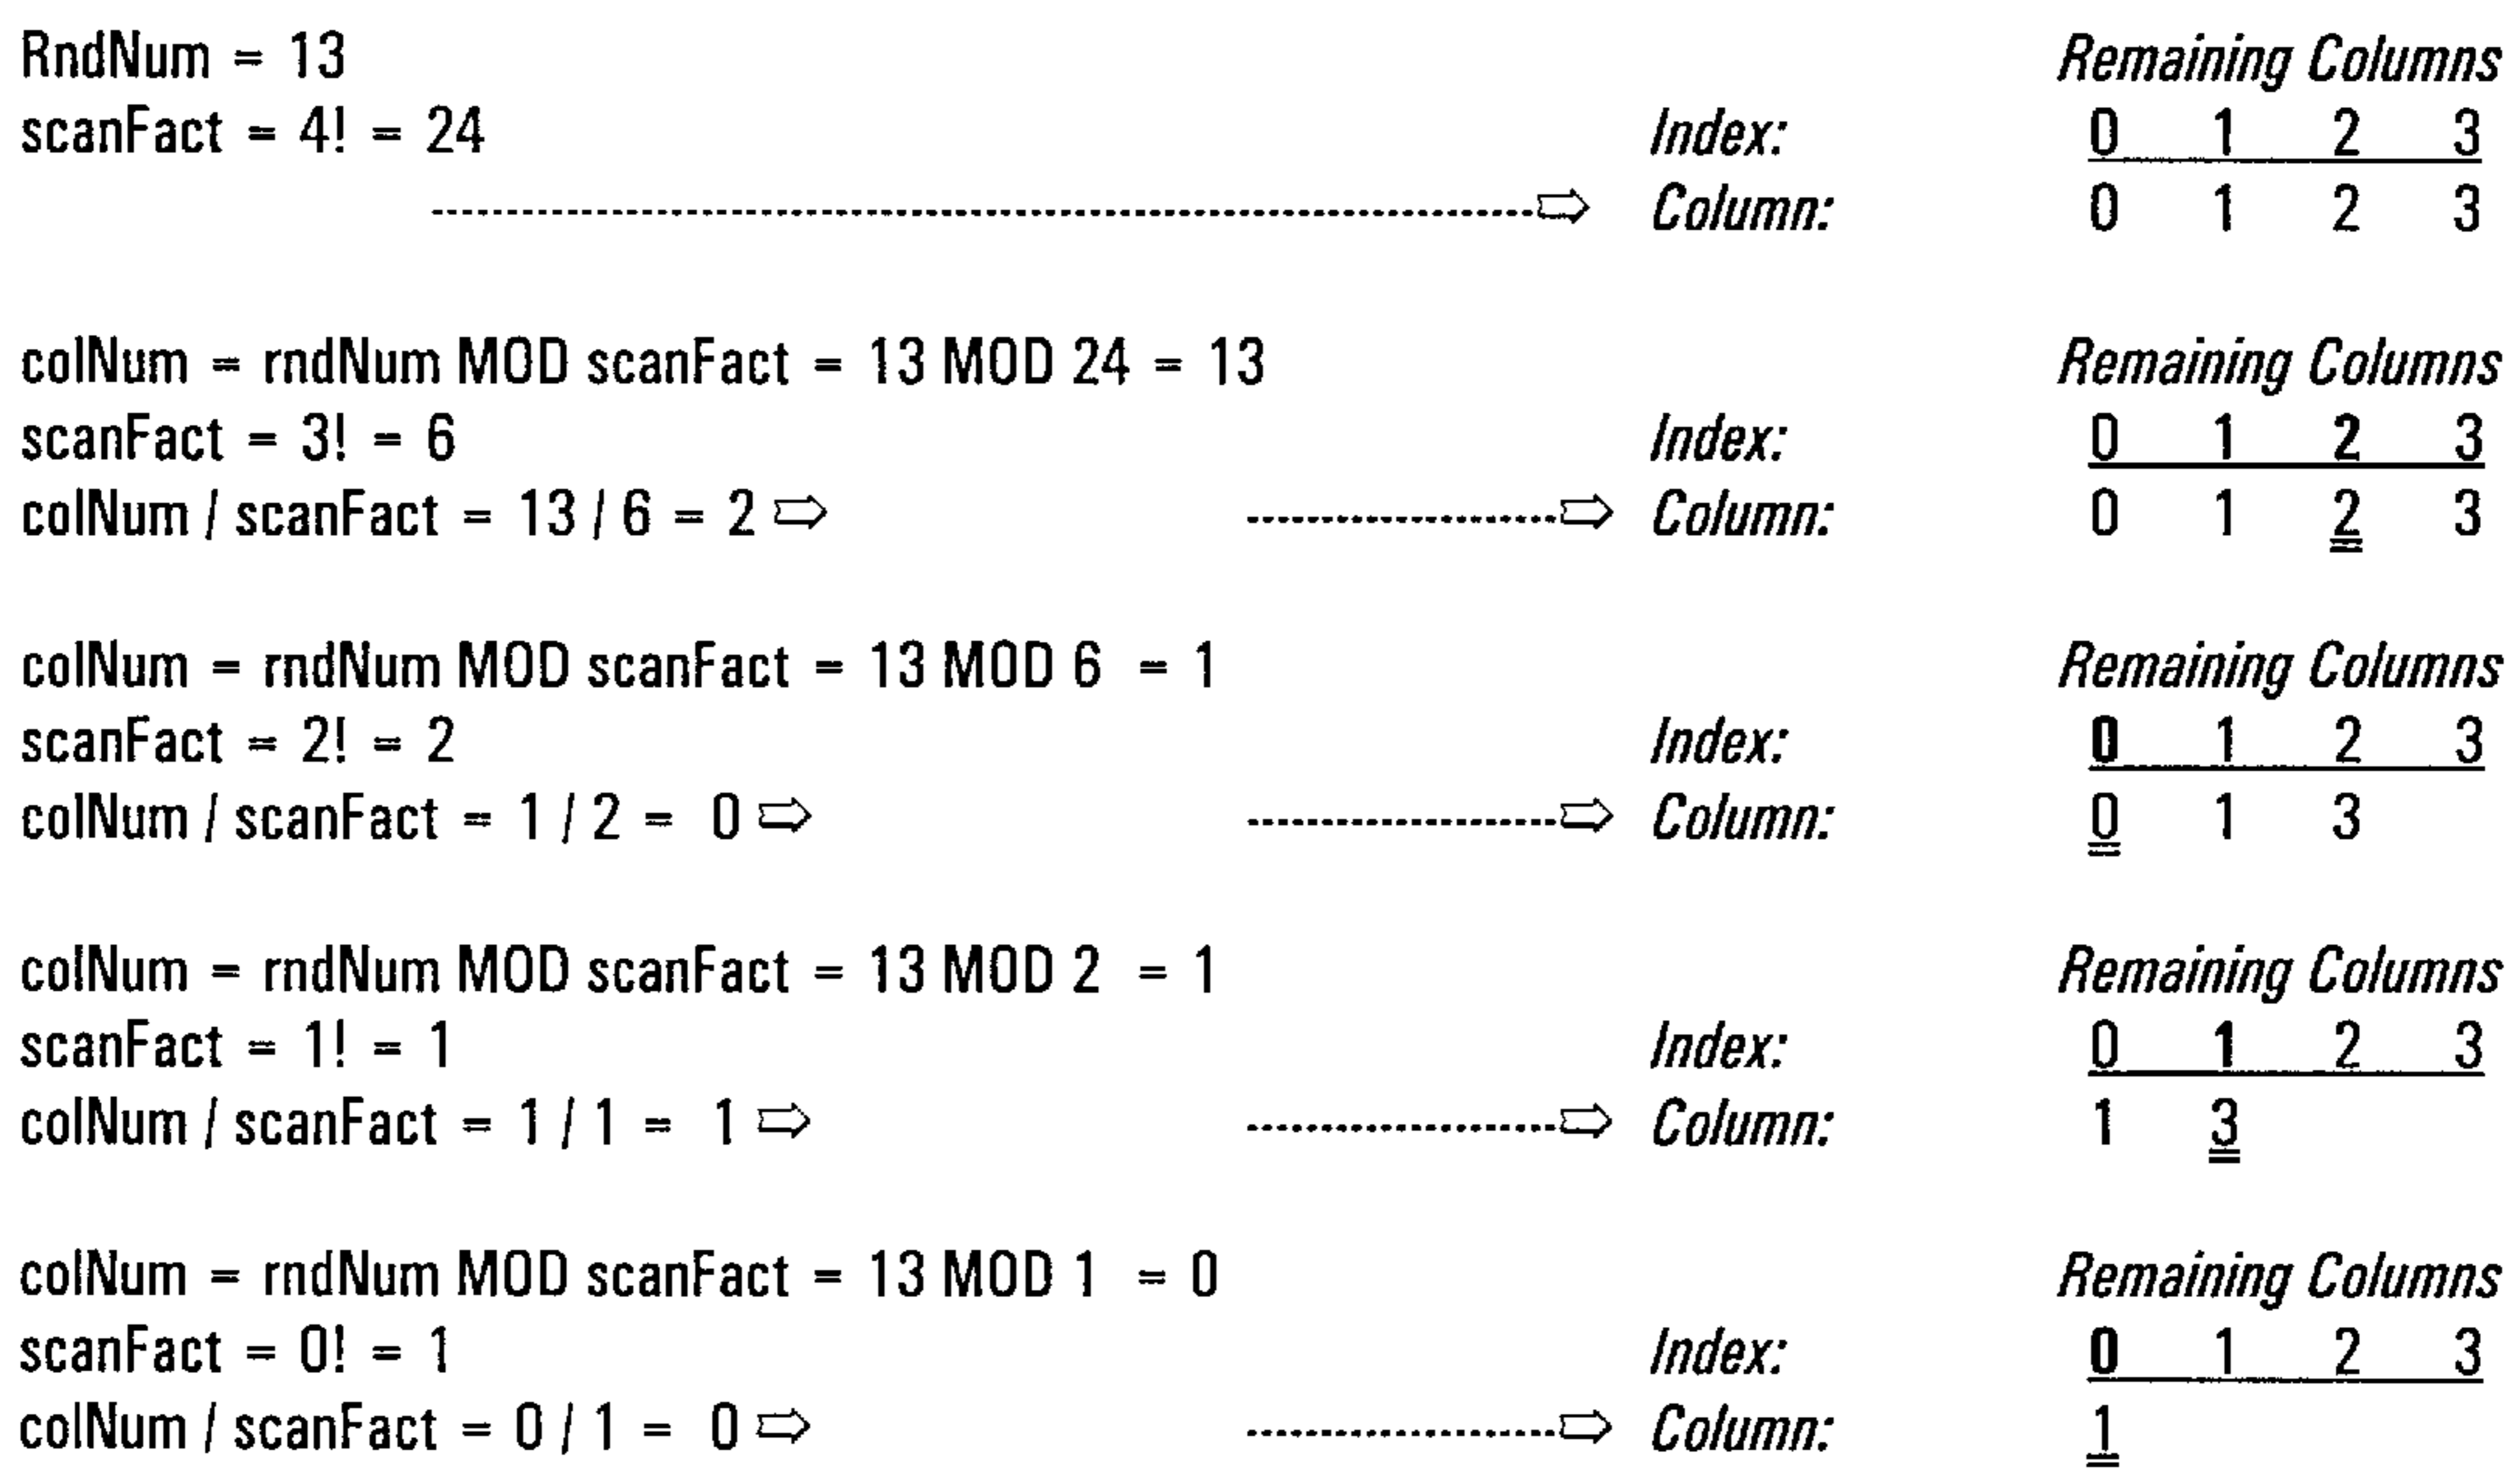 RndNum = 13 Remaining Columns
scanFact = 4! = 24 Index: 0 1 2 3
⇨ Column: 0 1 2 3
colNum = rndNum MOD scanFact = 13 MOD 24 = 13 Remaining Columns
scanFact = 3! = 6 Index: 0 1 2 3
colNum / scanFact = 13 / 6 = 2 ⇨ ⇨ Column: 0 1 2 3
colNum = rndNum MOD scanFact = 13 MOD 6 = 1 Remaining Columns
scanFact = 2! = 2 Index: 0 1 2 3
colNum / scanFact = 1 / 2 = 0 ⇨ ⇨ Column: 0 1 3
colNum = rndNum MOD scanFact = 13 MOD 2 = 1 Remaining Columns
scanFact = 1! = 1 Index: 0 1 2 3
colNum / scanFact = 1 / 1 = 1 ⇨ ⇨ Column: 1 3
colNum = rndNum MOD scanFact = 13 MOD 1 = 0 Remaining Columns
scanFact = 0! = 1 Index: 0 1 2 3
colNum / scanFact = 0 / 1 = 0 ⇨ ⇨ Column: 1